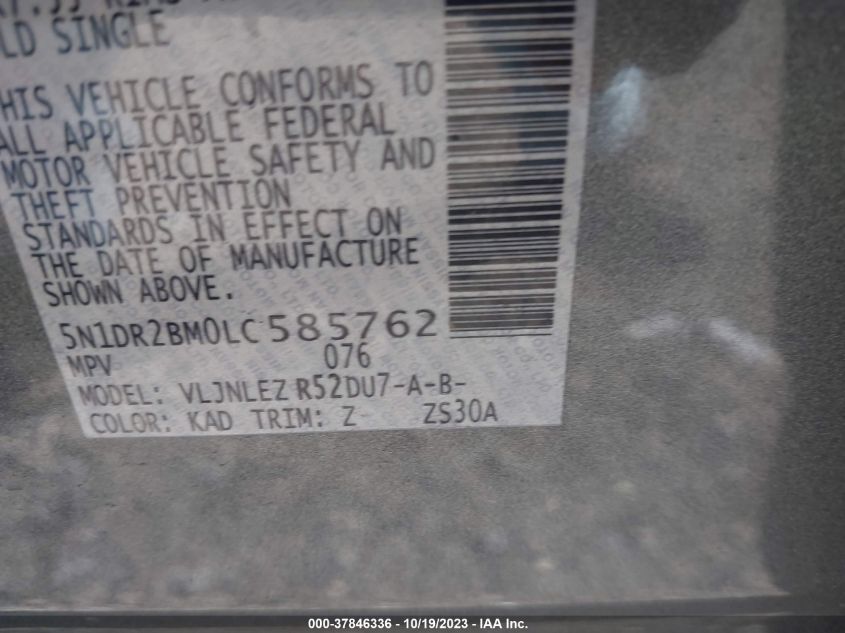 LD SINGLE
THIS VEHICLE CONFORMS TO
ALL APPLICABLE FEDERAL
MOTOR VEHICLE SAFETY AND
THEFT PREVENTION
STANDARDS IN EFFECT ON
THE DATE OF MANUFACTURE
SHOWN ABOVE.
5N1DR2BM0LC585762
MPV 076
MODEL: VLJNLEZ R52DU7-A-B-
COLOR: KAD TRIM: Z ZS30A
000-37846336 - 10/19/2023 - IAA Inc.